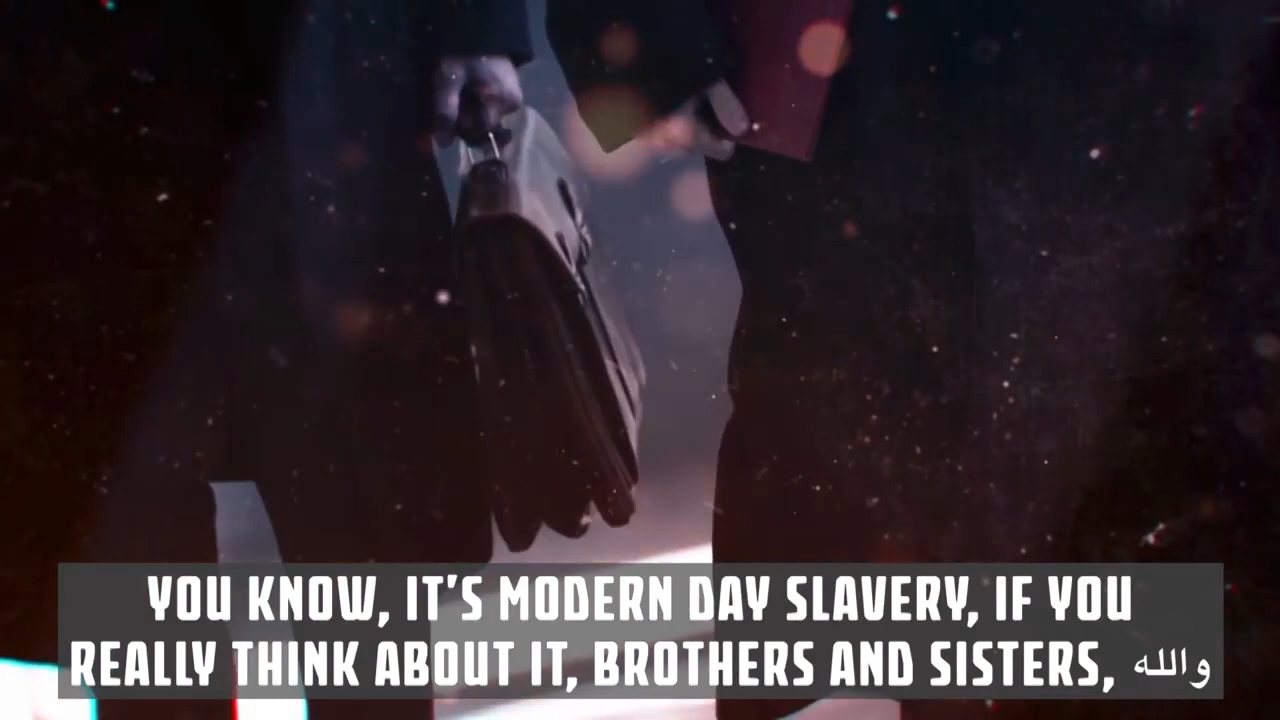 YOU KNOW, IT'S MODERN DAY SLAVERY, IF YOU
REALLY THINK ABOUT IT, BROTHERS AND SISTERS, والله